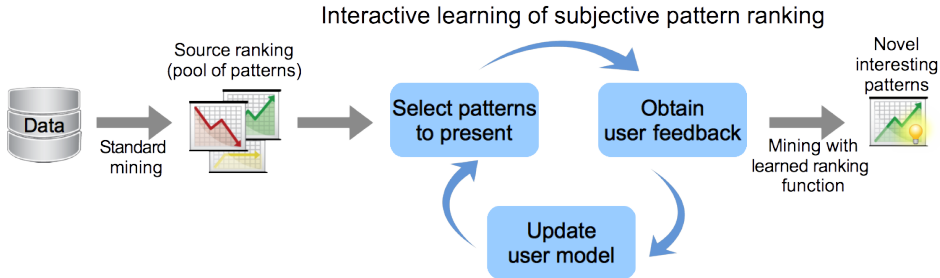 Interactive learning of subjective pattern ranking
Source ranking
(pool of patterns)
Novel
interesting
patterns
Data
Standard
mining
Select patterns
to present
Obtain
user feedback
Mining with
learned ranking
function
Update
user model